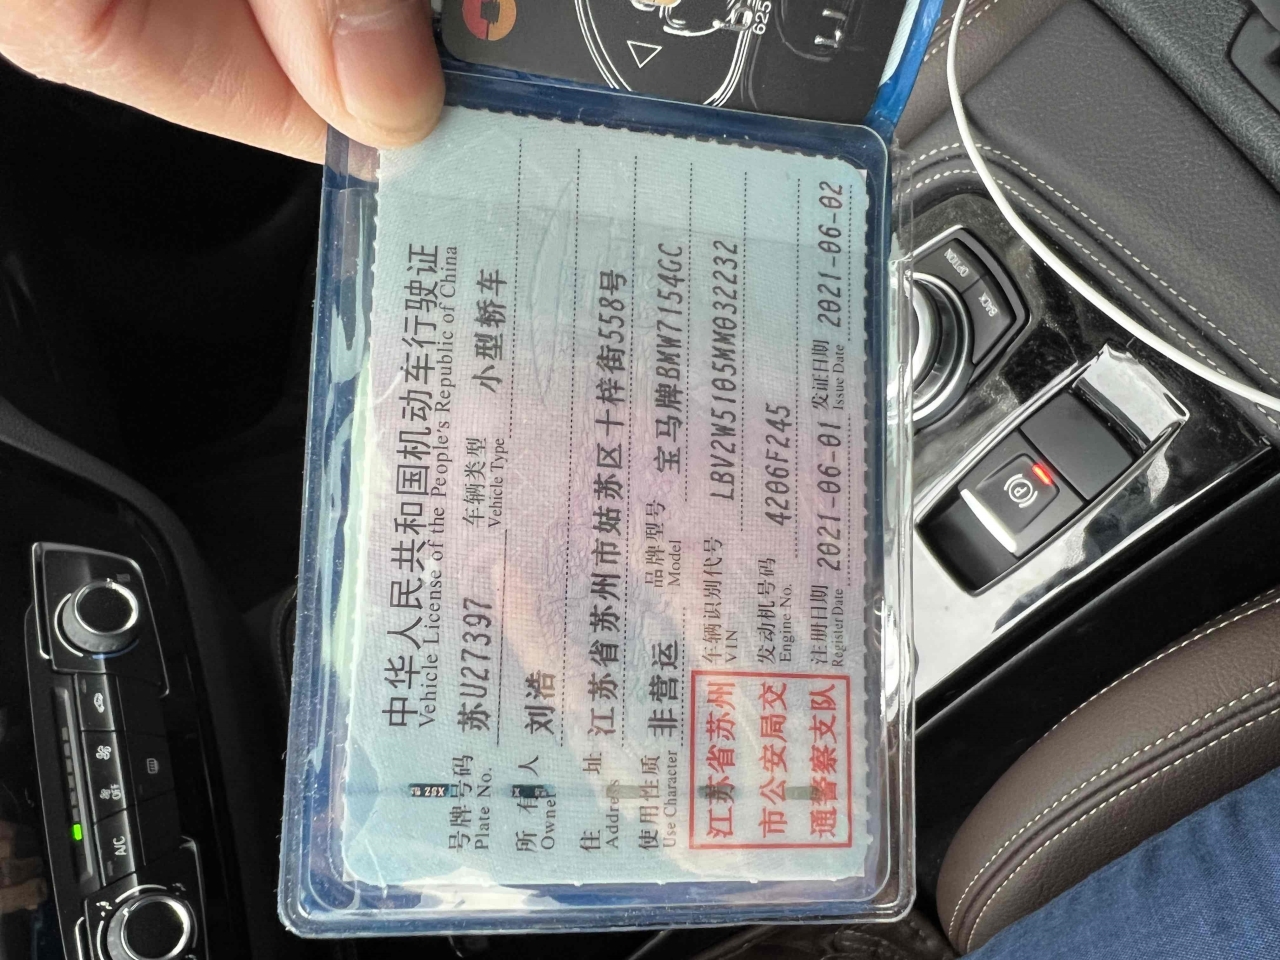 中华人民共和国机动车行驶证
Vehicle License of the People's Republic of China
号牌号码 苏U27397 车辆类型 小型轿车
Plate No. Vehicle Type
所有人 刘浩
Owner
住址 江苏省苏州市姑苏区十梓街558号
Address
使用性质 非营运 品牌型号 宝马牌BMW7154GC
Use Character Model
江苏省苏州
市公安局交
通警察支队
车辆识别代号 LBV2W5105MM032232
VIN
发动机号码 4206F245
Engine No.
注册日期 2021-06-01 发证日期 2021-06-02
Register Date Issue Date
625
LI
OPTION
BACK
P
A/C
OFF